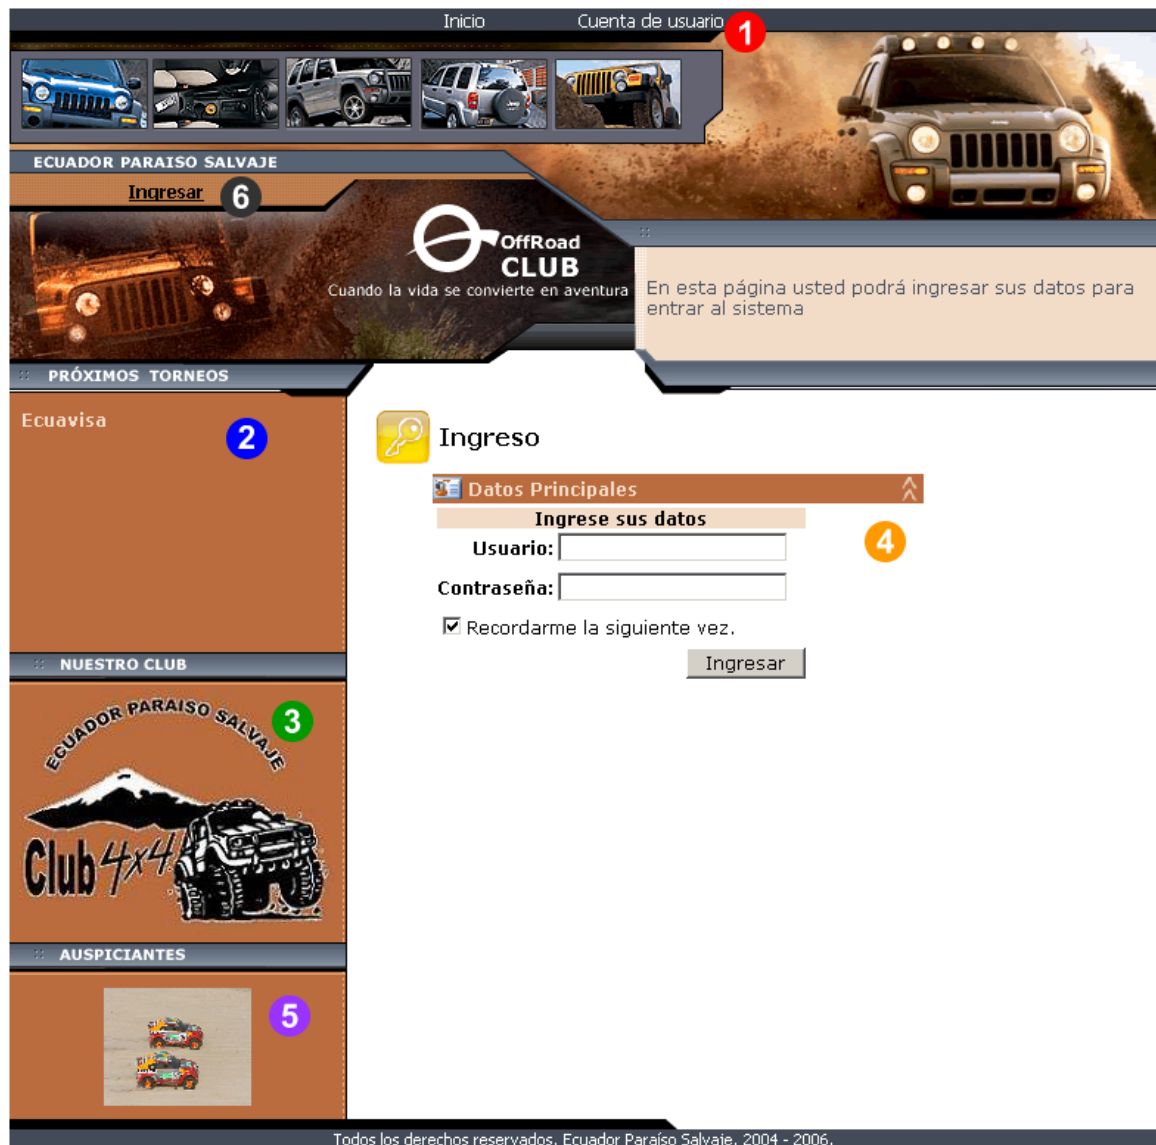 Inicio
Cuenta de usuario
1
ECUADOR PARAISO SALVAJE
Ingresar
6
OffRoad
CLUB
Cuando la vida se convierte en aventura
En esta página usted podrá ingresar sus datos para
entrar al sistema
PRÓXIMOS TORNEOS
Ecuavisa
2
Ingreso
Datos Principales
Ingrese sus datos
4
Usuario:
Contraseña:
Recordarme la siguiente vez.
Ingresar
NUESTRO CLUB
ECUADOR PARAISO SALVAJE
3
Club 4x4
AUSPICIANTES
5
Todos los derechos reservados. Ecuador Paraíso Salvaje. 2004 - 2006.